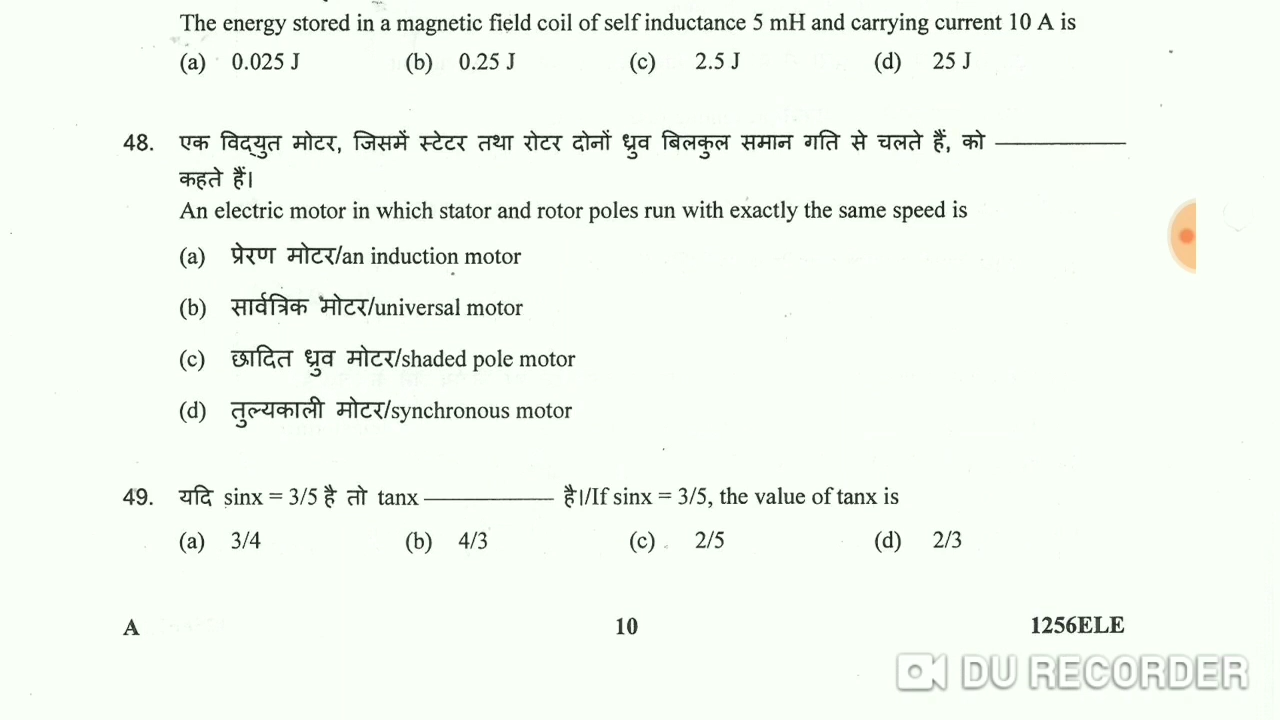 The energy stored in a magnetic field coil of self inductance 5 mH and carrying current 10 A is
(a) 0.025 J (b) 0.25 J (c) 2.5 J (d) 25 J
48. एक विद्युत मोटर, जिसमें स्टेटर तथा रोटर दोनों ध्रुव बिलकुल समान गति से चलते हैं, को ————
कहते हैं।
An electric motor in which stator and rotor poles run with exactly the same speed is
(a) प्रेरण मोटर/an induction motor
(b) सार्वत्रिक मोटर/universal motor
(c) छादित ध्रुव मोटर/shaded pole motor
(d) तुल्यकाली मोटर/synchronous motor
49. यदि sinx = 3/5 है तो tanx ———— है।/If sinx = 3/5, the value of tanx is
(a) 3/4 (b) 4/3 (c) 2/5 (d) 2/3
A 10 1256ELE
DU RECORDER